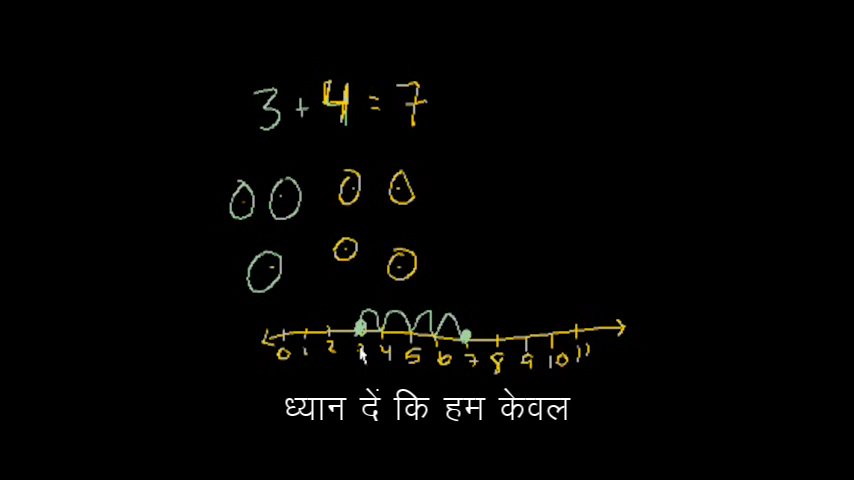 3 + 4 = 7
0 1 2 3 4 5 6 7 8 9 10 11
ध्यान दें कि हम केवल